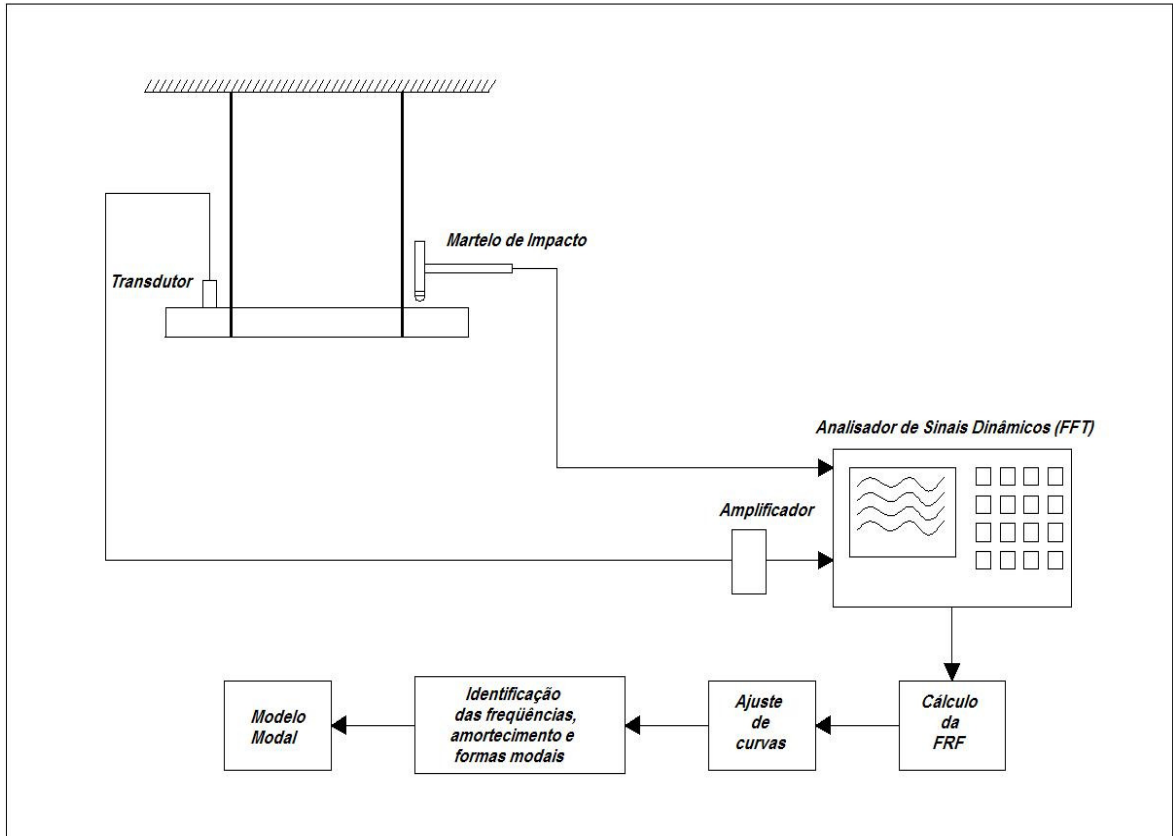 Martelo de Impacto
Transdutor
Analisador de Sinais Dinâmicos (FFT)
Amplificador
Modelo
Modal
Identificação
das freqüências,
amortecimento e
formas modais
Ajuste
de
curvas
Cálculo
da
FRF